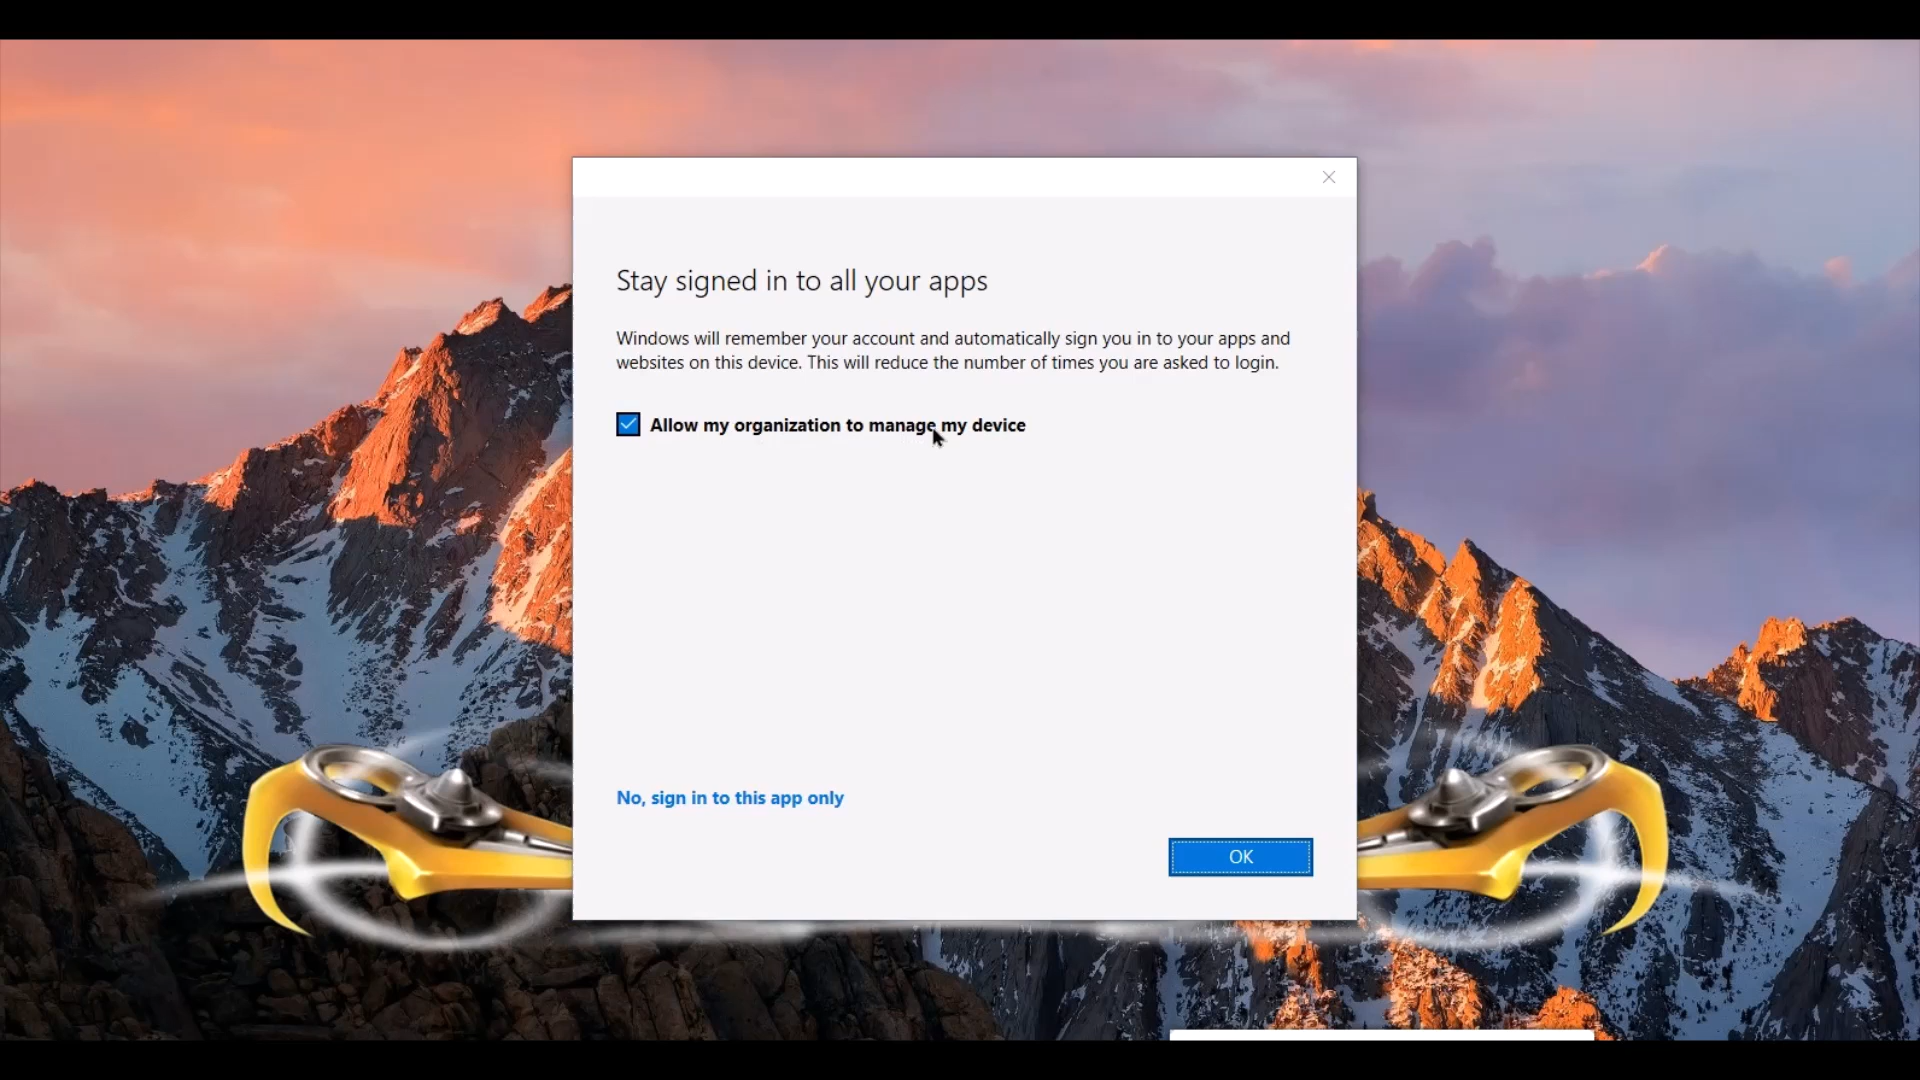 Stay signed in to all your apps
Windows will remember your account and automatically sign you in to your apps and
websites on this device. This will reduce the number of times you are asked to login.
Allow my organization to manage my device
No, sign in to this app only
OK